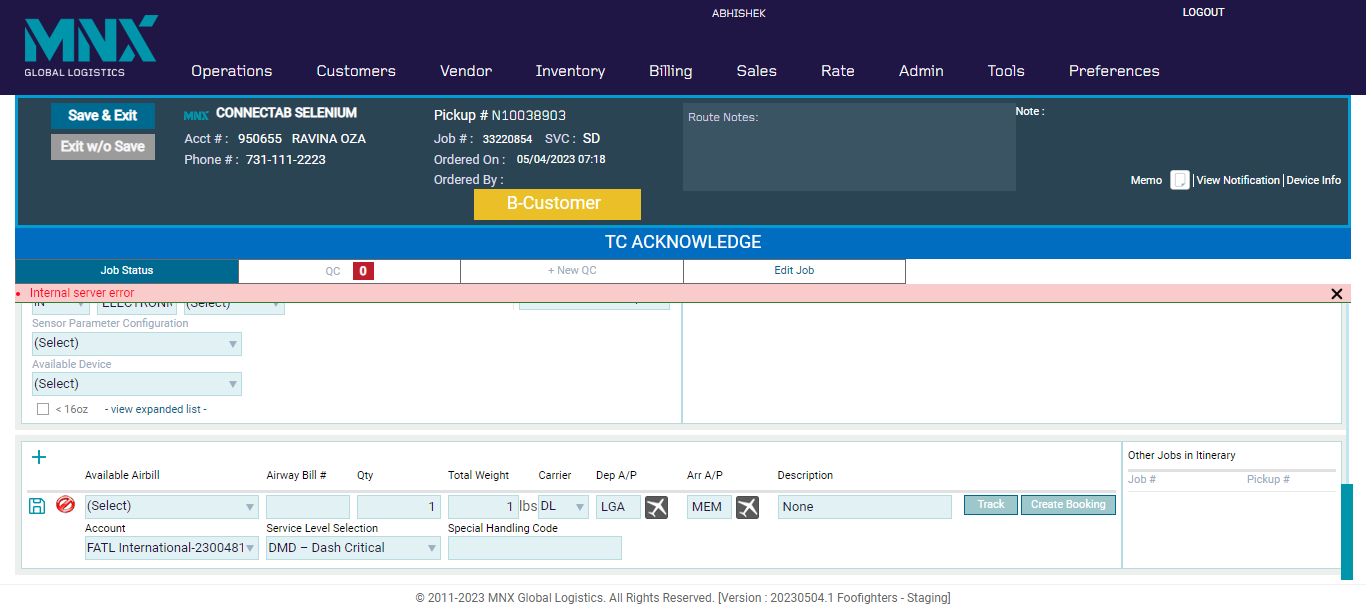 ABHISHEK
LOGOUT
MNX
GLOBAL LOGISTICS
Operations Customers Vendor Inventory Billing Sales Rate Admin Tools Preferences
Save & Exit
Exit w/o Save
MNX CONNECTAB SELENIUM
Acct # : 950655 RAVINA OZA
Phone # : 731-111-2223
Pickup # N10038903
Job # : 33220854 SVC : SD
Ordered On : 05/04/2023 07:18
Ordered By :
B-Customer
Route Notes:
Note :
Memo |View Notification|Device Info
TC ACKNOWLEDGE
Job Status QC 0 + New QC Edit Job
Internal server error
IN ELECTRONI (Select)
Sensor Parameter Configuration
(Select)
Available Device
(Select)
< 16oz - view expanded list -
Available Airbill Airway Bill # Qty Total Weight Carrier Dep A/P Arr A/P Description
(Select) 1 1 lbs DL LGA MEM None Track Create Booking
Account Service Level Selection Special Handling Code
FATL International-2300481 DMD – Dash Critical
Other Jobs in Itinerary
Job # Pickup #
© 2011-2023 MNX Global Logistics. All Rights Reserved. [Version : 20230504.1 Foofighters - Staging]